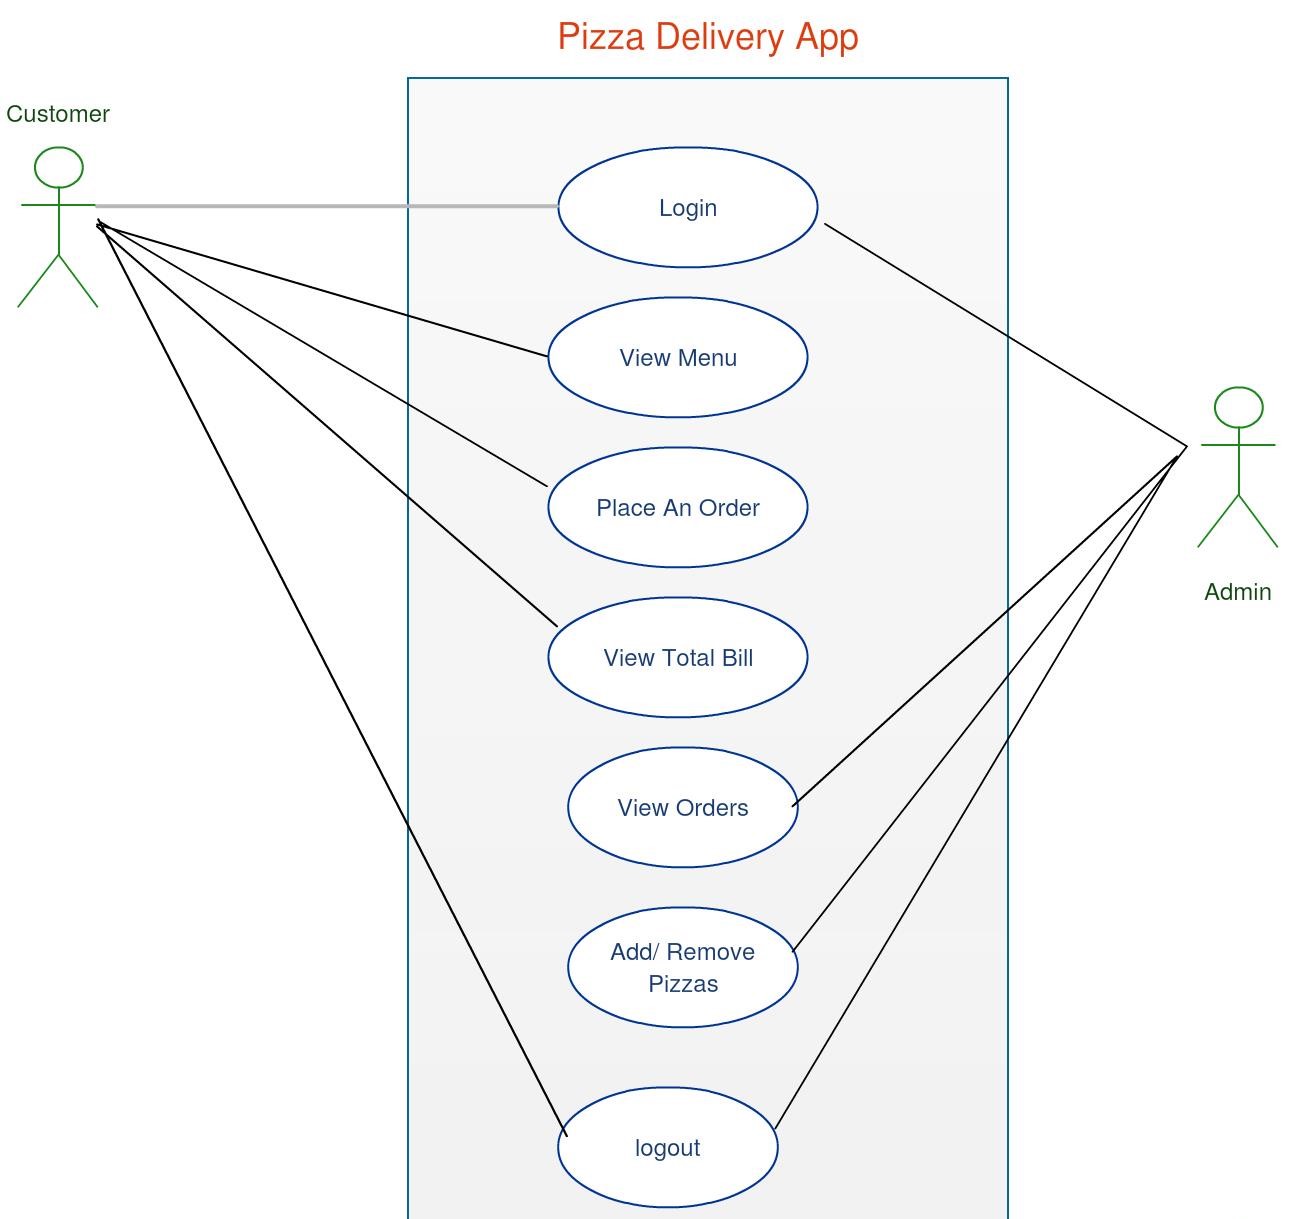 Pizza Delivery App
Customer
Login
View Menu
Place An Order
View Total Bill
View Orders
Add/ Remove
Pizzas
logout
Admin